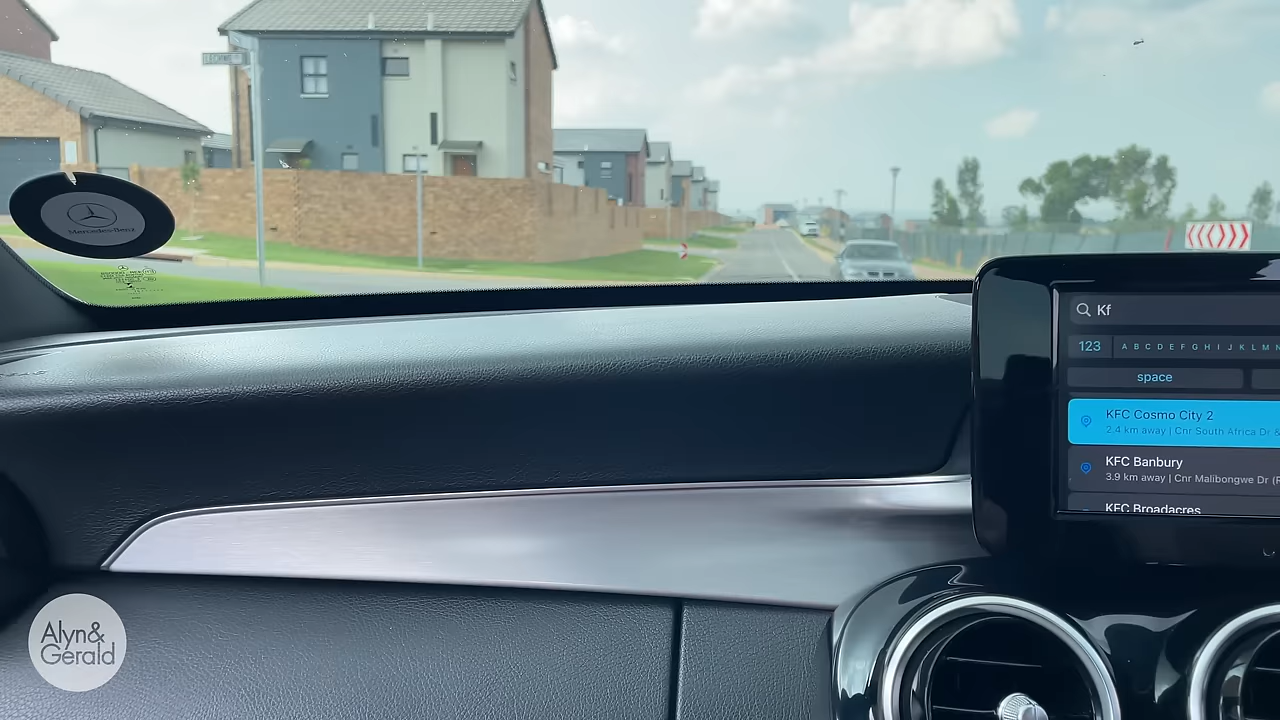 Mercedes-Benz
Kf
123
A B C D E F G H I J K L M N
space
KFC Cosmo City 2
2.4 km away | Cnr South Africa Dr &
KFC Banbury
3.9 km away | Cnr Malibongwe Dr (R
KFC Broadacres
Alyn&
Gerald